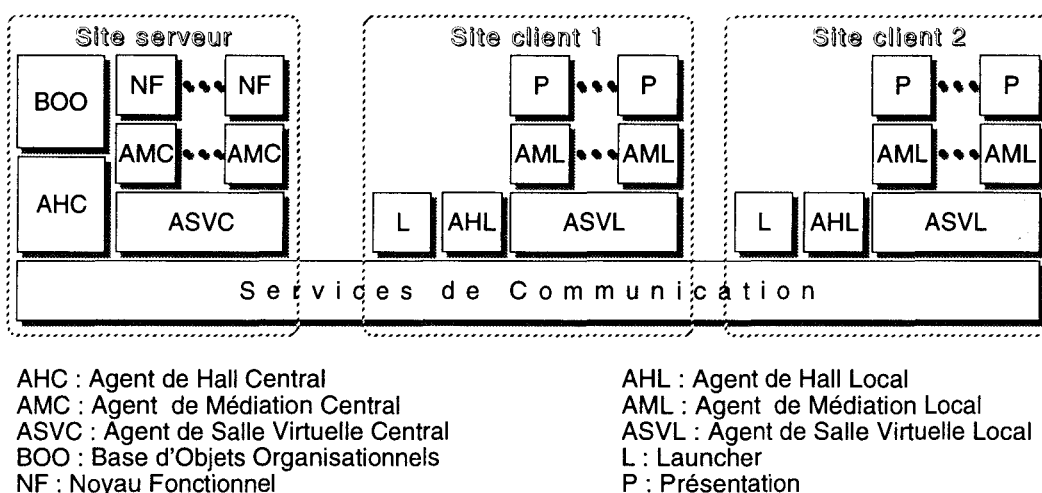 Site serveur
Site client 1
Site client 2
BOO
NF
NF
P
P
P
P
AMC
AMC
AML
AML
AML
AML
AHC
ASVC
L
AHL
ASVL
L
AHL
ASVL
Services de Communication
AHC : Agent de Hall Central
AHL : Agent de Hall Local
AMC : Agent de Médiation Central
AML : Agent de Médiation Local
ASVC : Agent de Salle Virtuelle Central
ASVL : Agent de Salle Virtuelle Local
BOO : Base d'Objets Organisationnels
L : Launcher
NF : Noyau Fonctionnel
P : Présentation